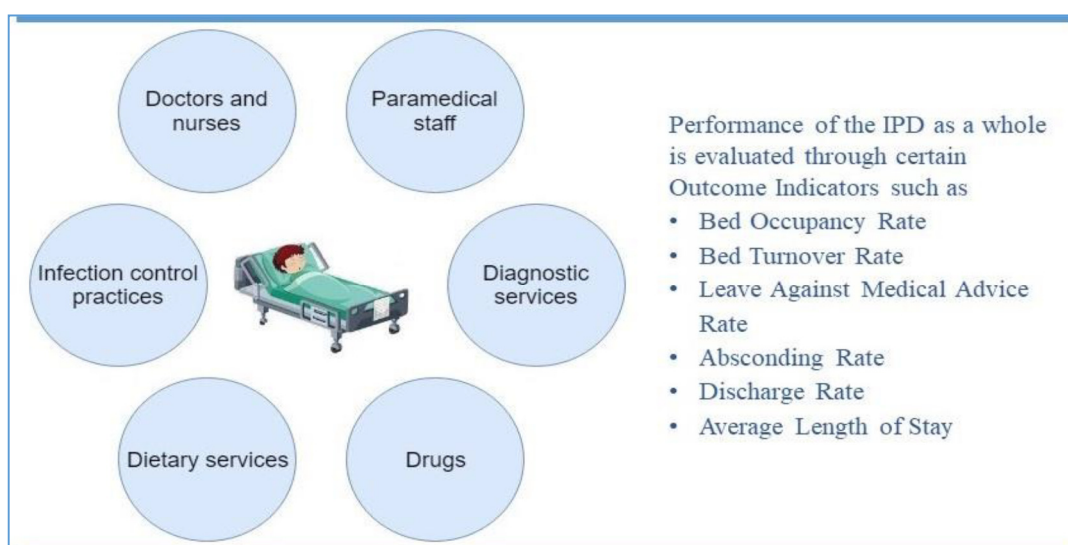 Doctors and
nurses
Paramedical
staff
Infection control
practices
Diagnostic
services
Dietary services
Drugs
Performance of the IPD as a whole
is evaluated through certain
Outcome Indicators such as
• Bed Occupancy Rate
• Bed Turnover Rate
• Leave Against Medical Advice
Rate
• Absconding Rate
• Discharge Rate
• Average Length of Stay